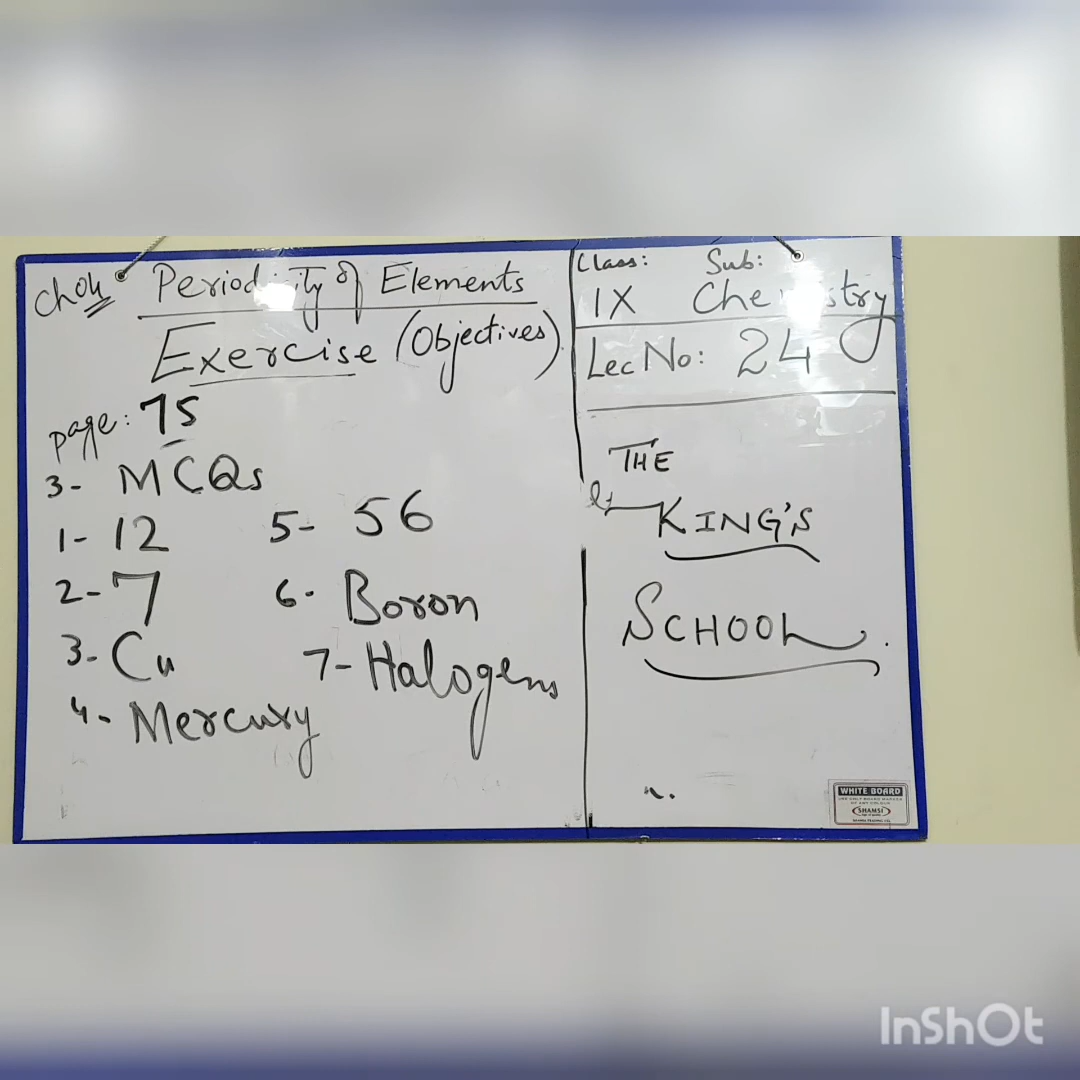 Ch04 Periodicity of Elements
Exercise (Objectives)
page: 75
3- MCQs
1- 12
2- 7
3- Cu
4- Mercury
5- 56
6- Boron
7- Halogens
Class: Sub:
IX Chemistry
Lec No: 24
THE
KING'S
SCHOOL.
WHITE BOARD
SHAMSI
InShOt